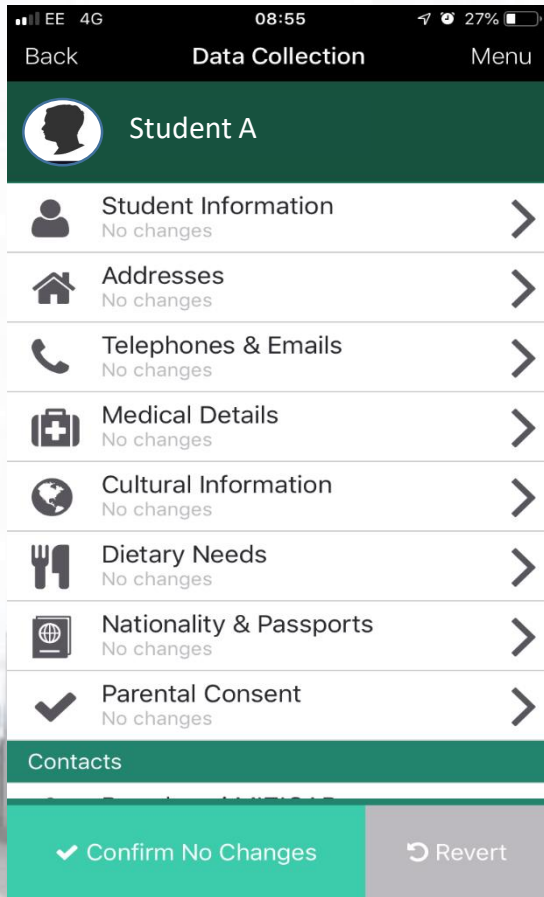 EE 4G 08:55 27%
Back Data Collection Menu
Student A
Student Information
No changes
Addresses
No changes
Telephones & Emails
No changes
Medical Details
No changes
Cultural Information
No changes
Dietary Needs
No changes
Nationality & Passports
No changes
Parental Consent
No changes
Contacts
Confirm No Changes Revert